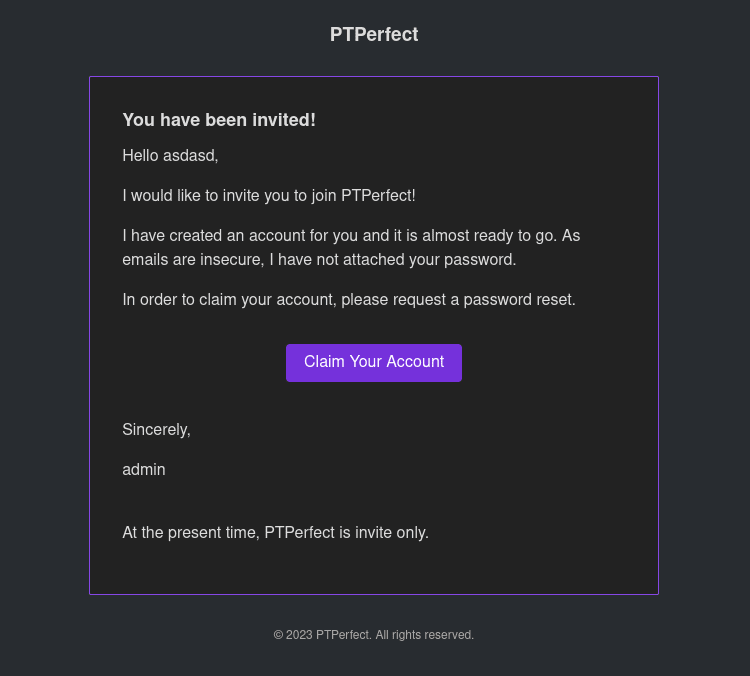 PTPerfect
You have been invited!
Hello asdasd,
I would like to invite you to join PTPerfect!
I have created an account for you and it is almost ready to go. As
emails are insecure, I have not attached your password.
In order to claim your account, please request a password reset.
Claim Your Account
Sincerely,
admin
At the present time, PTPerfect is invite only.
© 2023 PTPerfect. All rights reserved.